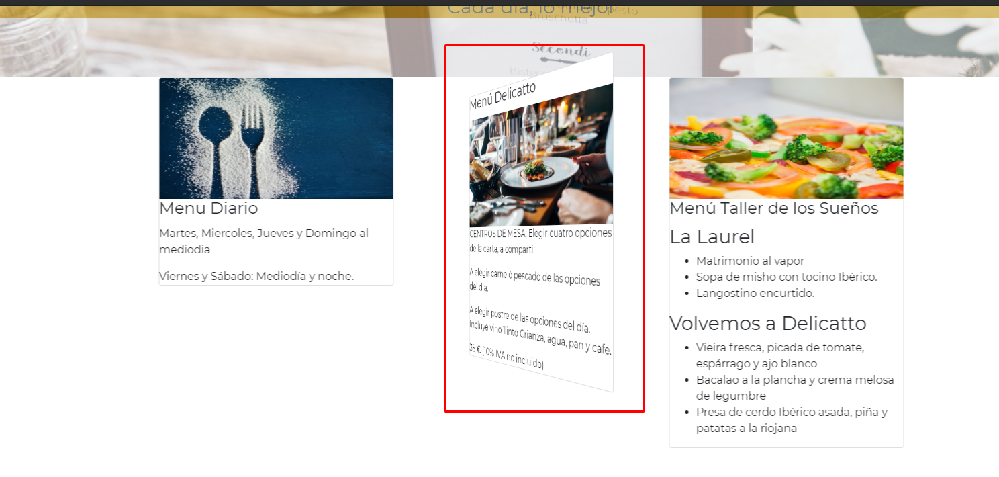 Cada día, lo mejor
pesto
Bruschetta
Secondi
Menu Diario
Martes, Miercoles, Jueves y Domingo al
mediodia
Viernes y Sábado: Mediodía y noche.
Menú Delicatto
CENTROS DE MESA: Elegir cuatro opciones
de la carta, a comparti
A elegir carne ó pescado de las opciones
del día.
A elegir postre de las opciones del día.
Incluye vino Tinto Crianza, agua, pan y cafe.
35 € (10% IVA no incluido)
Menú Taller de los Sueños
La Laurel
Matrimonio al vapor
Sopa de misho con tocino Ibérico.
Langostino encurtido.
Volvemos a Delicatto
Vieira fresca, picada de tomate,
espárrago y ajo blanco
Bacalao a la plancha y crema melosa
de legumbre
Presa de cerdo Ibérico asada, piña y
patatas a la riojana